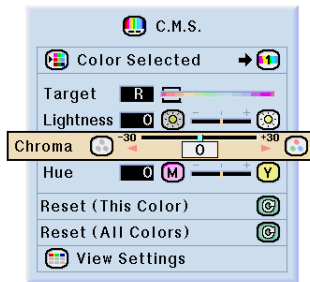 C.M.S.
Color Selected 1
Target R
Lightness 0 - +
Chroma -30 0 +30
Hue 0 M - + Y
Reset (This Color)
Reset (All Colors)
View Settings